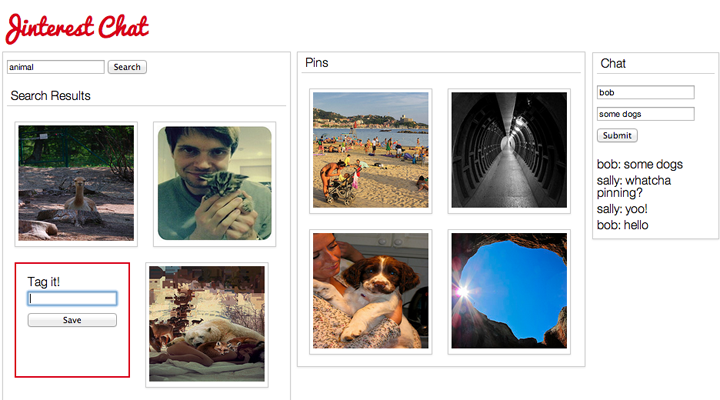 Jinterest Chat
animal
Search
Search Results
Tag it!
Save
Pins
Chat
bob
some dogs
Submit
bob: some dogs
sally: whatcha
pinning?
sally: yoo!
bob: hello